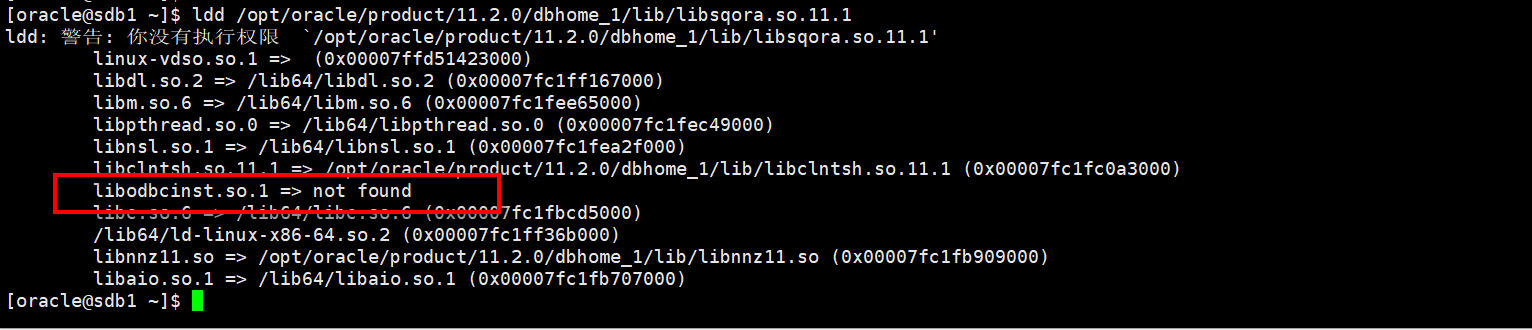 [oracle@sdb1 ~]$ ldd /opt/oracle/product/11.2.0/dbhome_1/lib/libsqora.so.11.1
ldd: 警告: 你没有执行权限  `/opt/oracle/product/11.2.0/dbhome_1/lib/libsqora.so.11.1'
linux-vdso.so.1 =>  (0x00007ffd51423000)
libdl.so.2 => /lib64/libdl.so.2 (0x00007fc1ff167000)
libm.so.6 => /lib64/libm.so.6 (0x00007fc1fee65000)
libpthread.so.0 => /lib64/libpthread.so.0 (0x00007fc1fec49000)
libnsl.so.1 => /lib64/libnsl.so.1 (0x00007fc1fea2f000)
libclntsh.so.11.1 => /opt/oracle/product/11.2.0/dbhome_1/lib/libclntsh.so.11.1 (0x00007fc1fc0a3000)
libodbcinst.so.1 => not found
libc.so.6 => /lib64/libc.so.6 (0x00007fc1fbcd5000)
/lib64/ld-linux-x86-64.so.2 (0x00007fc1ff36b000)
libnnz11.so => /opt/oracle/product/11.2.0/dbhome_1/lib/libnnz11.so (0x00007fc1fb909000)
libaio.so.1 => /lib64/libaio.so.1 (0x00007fc1fb707000)
[oracle@sdb1 ~]$